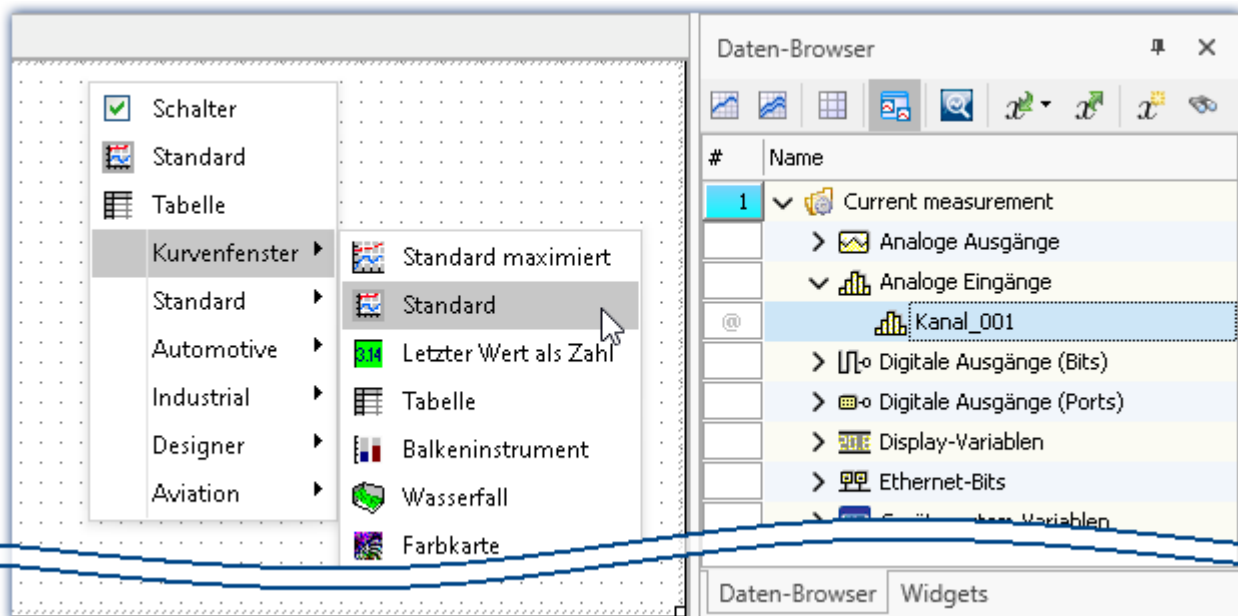 Schalter
Standard
Tabelle
Kurvenfenster
Standard
Automotive
Industrial
Designer
Aviation
Standard maximiert
Standard
3.14 Letzter Wert als Zahl
Tabelle
Balkeninstrument
Wasserfall
Farbkarte
Daten-Browser
# Name
1 Current measurement
Analoge Ausgänge
Analoge Eingänge
@ Kanal_001
Digitale Ausgänge (Bits)
Digitale Ausgänge (Ports)
Display-Variablen
Ethernet-Bits
Daten-Browser Widgets